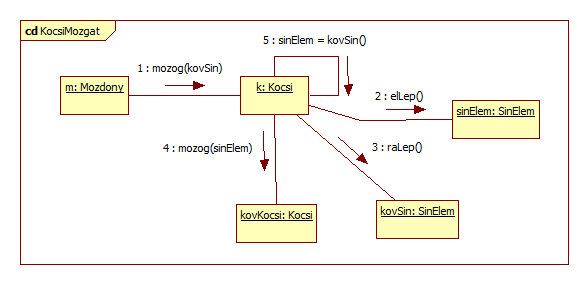 cd KocsiMozgat
5 : sinElem = kovSin()
1 : mozog(kovSin)
m: Mozdony
k: Kocsi
2 : elLep()
sinElem: SinElem
4 : mozog(sinElem)
3 : raLep()
kovKocsi: Kocsi
kovSin: SinElem